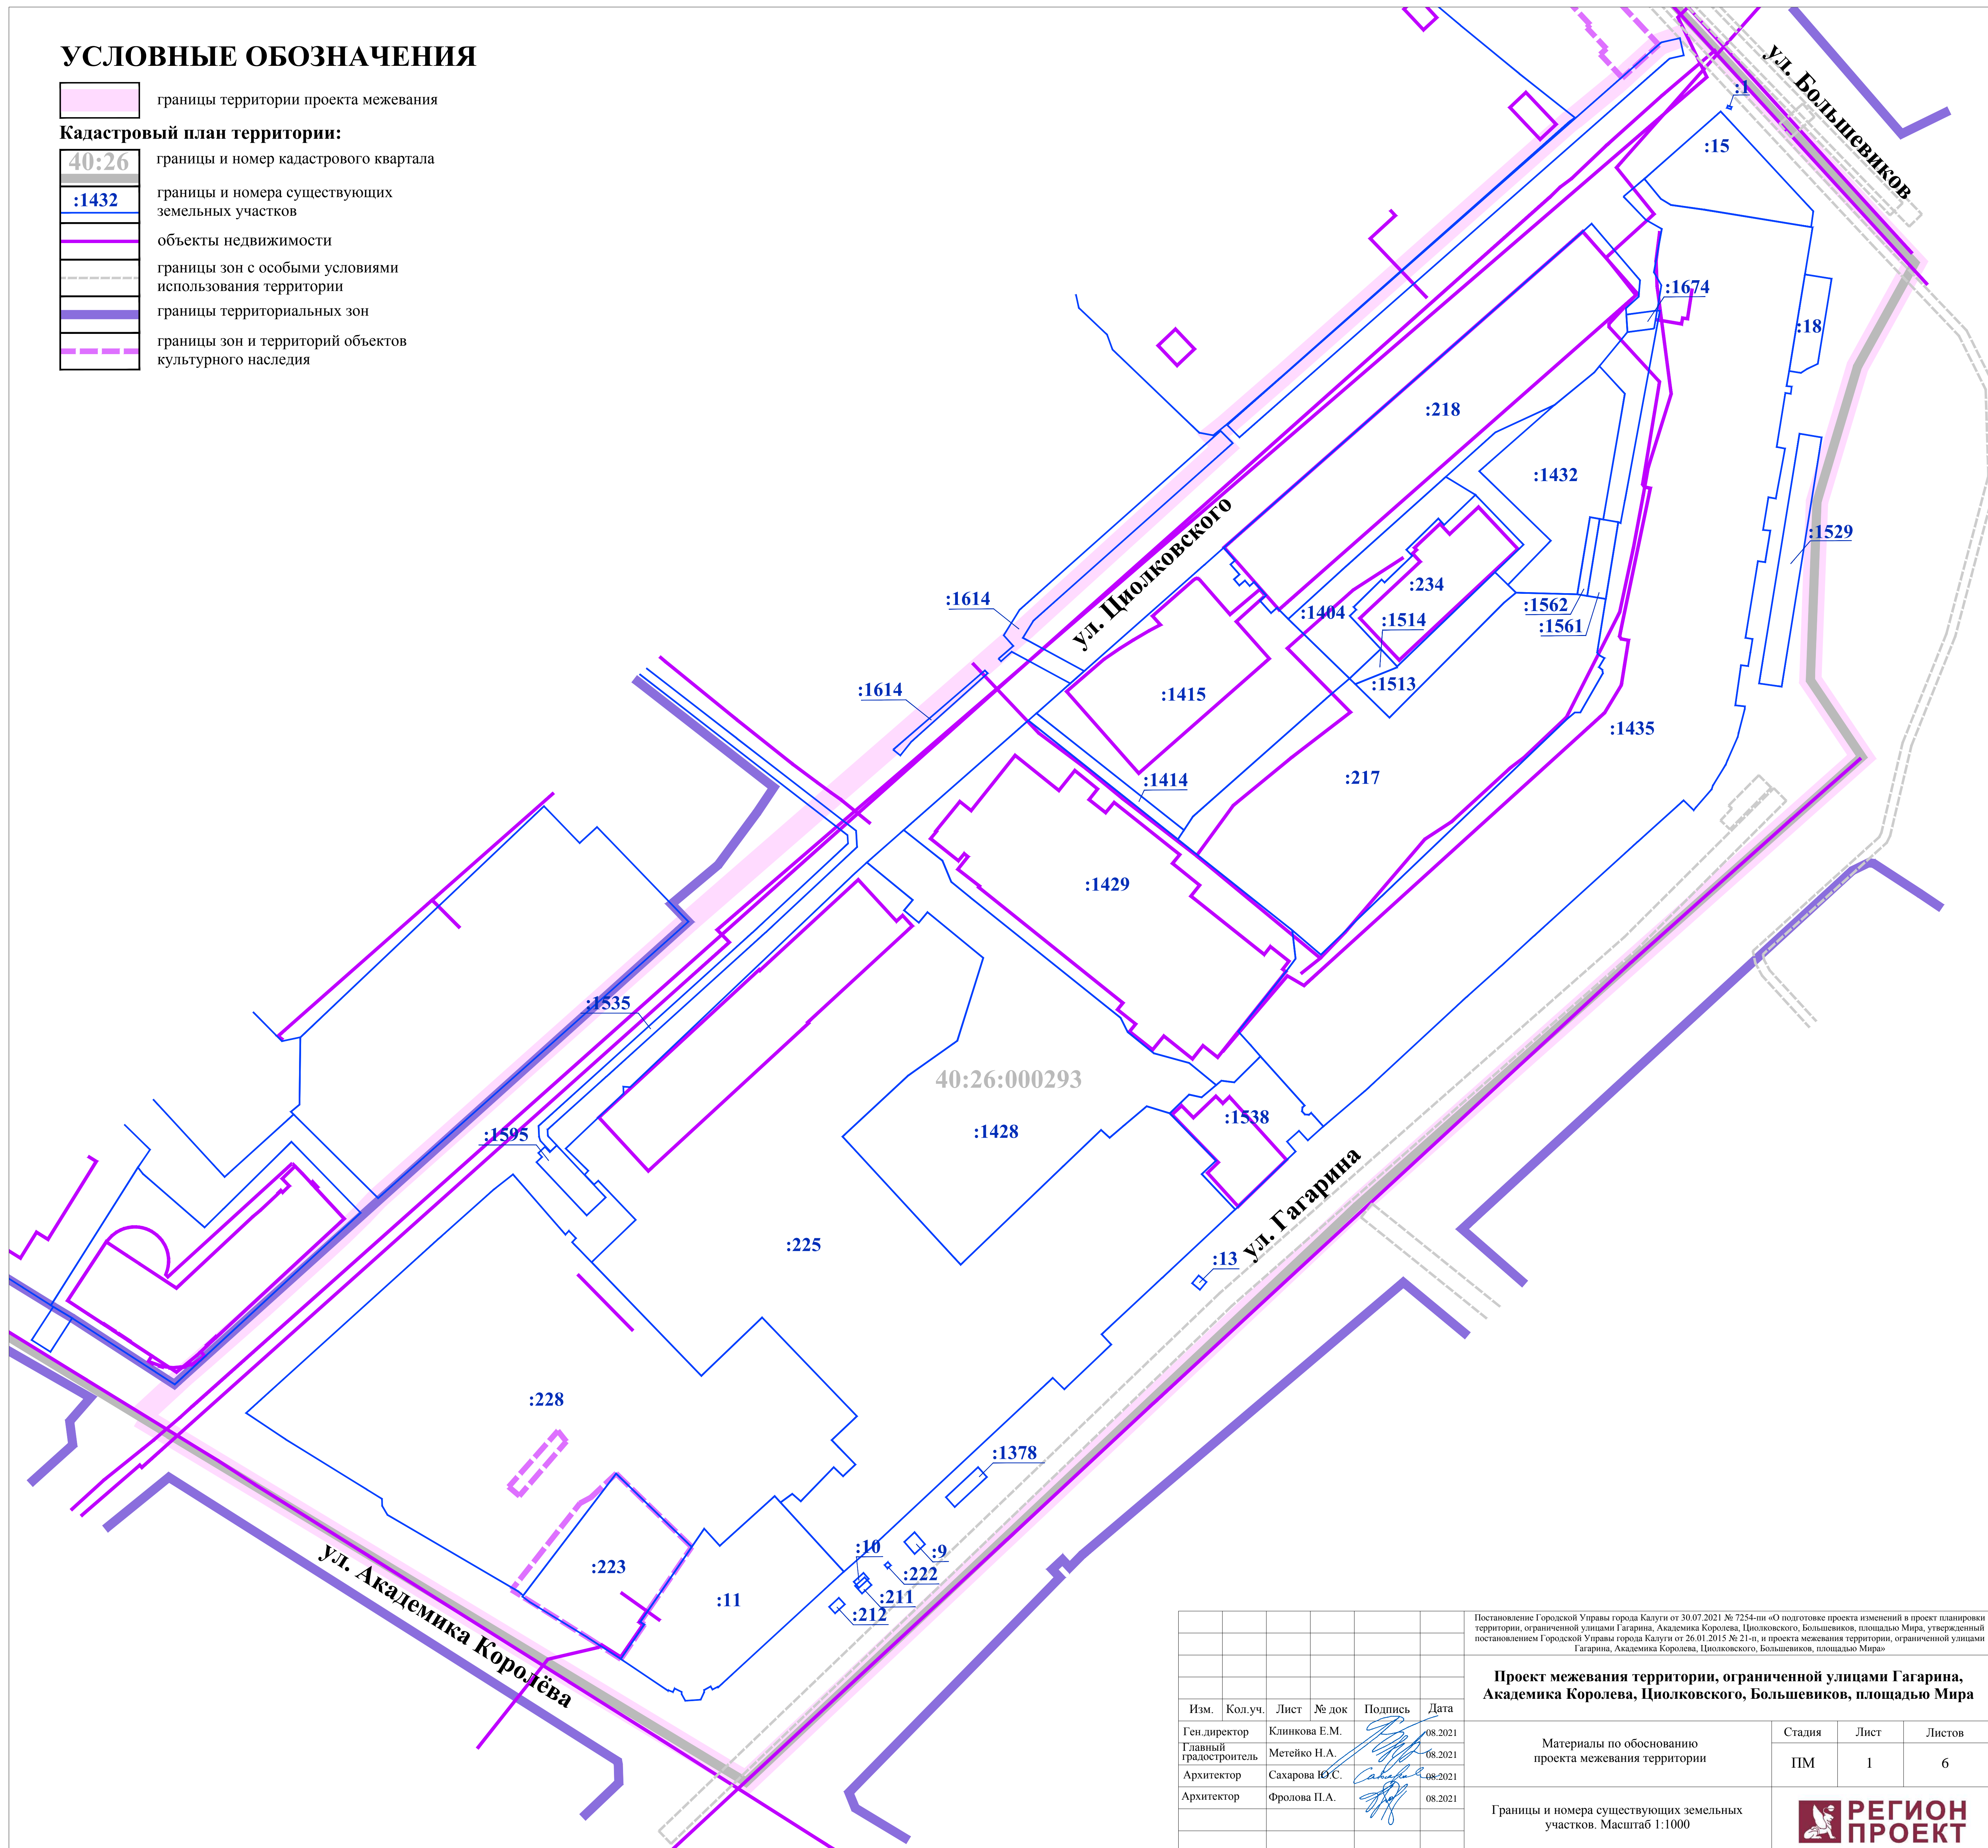 УСЛОВНЫЕ ОБОЗНАЧЕНИЯ
границы территории проекта межевания
Кадастровый план территории:
40:26
границы и номер кадастрового квартала
:1432
границы и номера существующих
земельных участков
объекты недвижимости
границы зон с особыми условиями
использования территории
границы территориальных зон
границы зон и территорий объектов
культурного наследия
ул. Большевиков
:1
:15
:1674
:18
:218
:1432
:1529
ул. Циолковского
:1614
:234
:1404
:1562
:1514
:1561
:1614
:1415
:1513
:1435
:1414
:217
:1429
:1535
40:26:000293
:1538
:1595
:1428
ул. Гагарина
:225
:13
:228
:1378
:10
:9
:223
:222
:11
:211
:212
ул. Академика Королёва
Постановление Городской Управы города Калуги от 30.07.2021 № 7254-пи «О подготовке проекта изменений в проект планировки
территории, ограниченной улицами Гагарина, Академика Королева, Циолковского, Большевиков, площадью Мира, утвержденный
постановлением Городской Управы города Калуги от 26.01.2015 № 21-п, и проекта межевания территории, ограниченной улицами
Гагарина, Академика Королева, Циолковского, Большевиков, площадью Мира»
Проект межевания территории, ограниченной улицами Гагарина,
Академика Королева, Циолковского, Большевиков, площадью Мира
Изм. Кол.уч. Лист № док Подпись Дата
Ген.директор Клинкова Е.М. 08.2021
Главный
градостроитель Метейко Н.А. 08.2021
Архитектор Сахарова Ю.С. 08.2021
Архитектор Фролова П.А. 08.2021
Материалы по обоснованию
проекта межевания территории
Стадия Лист Листов
ПМ 1 6
Границы и номера существующих земельных
участков. Масштаб 1:1000
РЕГИОН
ПРОЕКТ